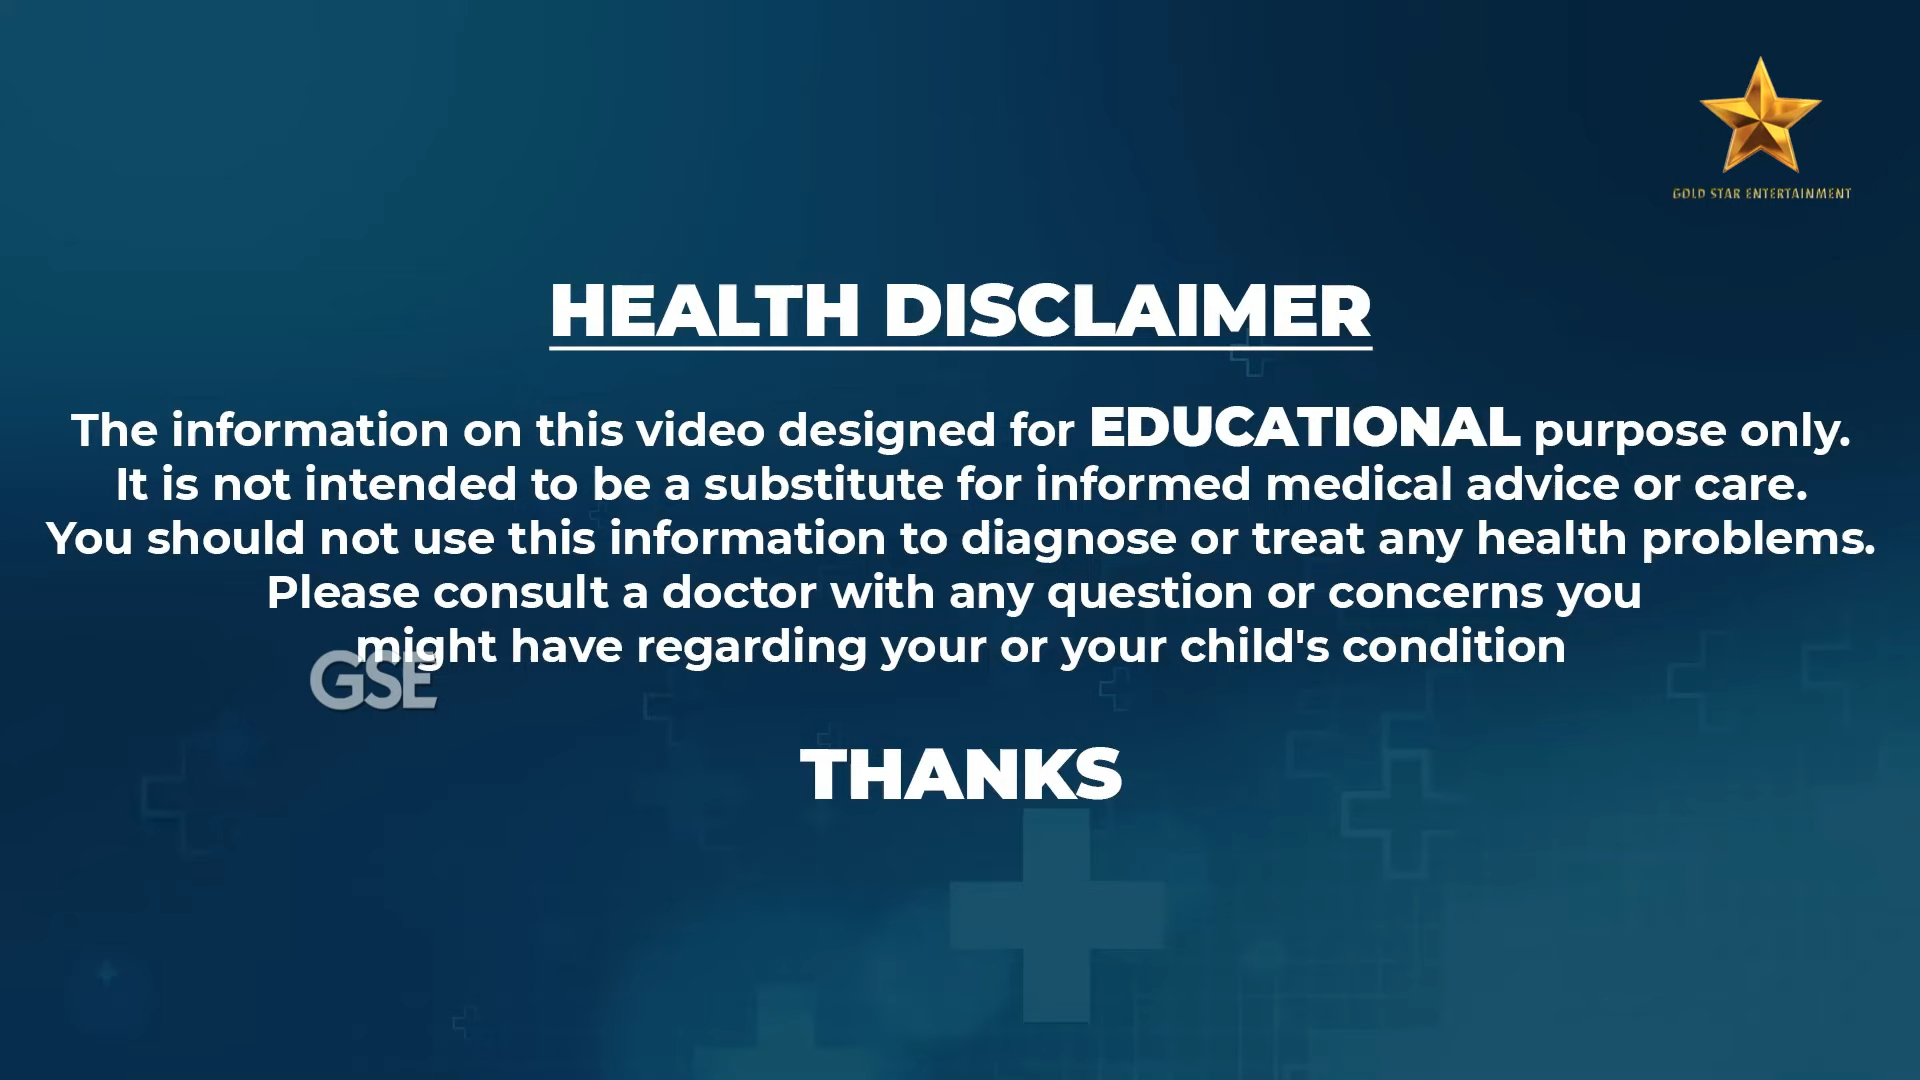 GOLD STAR ENTERTAINMENT
HEALTH DISCLAIMER
The information on this video designed for EDUCATIONAL purpose only.
It is not intended to be a substitute for informed medical advice or care.
You should not use this information to diagnose or treat any health problems.
Please consult a doctor with any question or concerns you
might have regarding your or your child's condition
GSE
THANKS